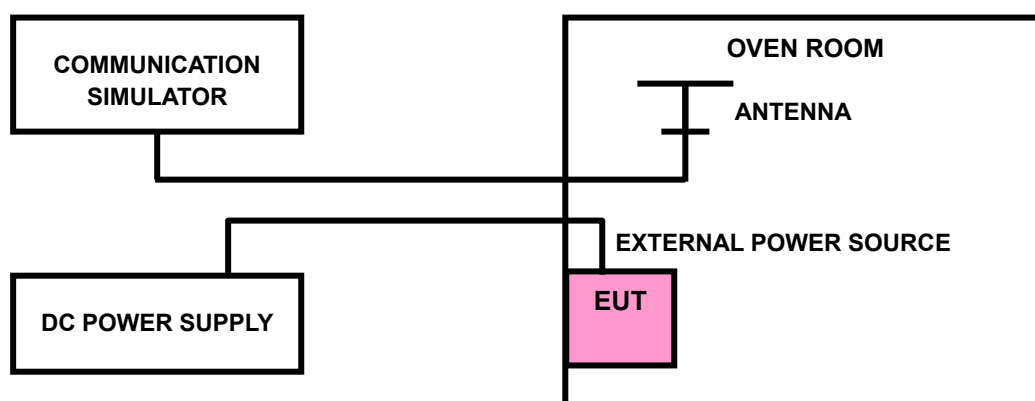 COMMUNICATION
SIMULATOR
OVEN ROOM
ANTENNA
EXTERNAL POWER SOURCE
EUT
DC POWER SUPPLY